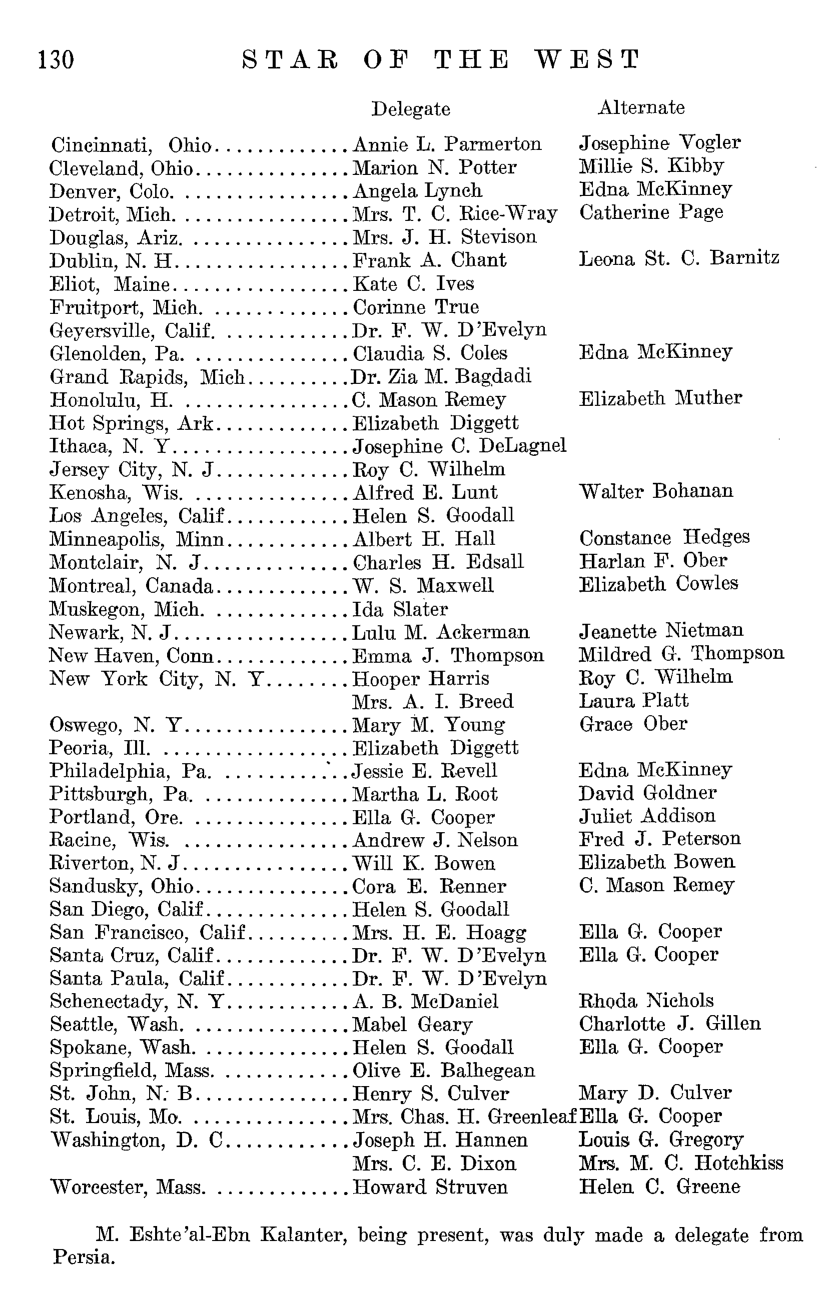 130 STAR OF THE WEST
Delegate Alternate
Cincinnati, Ohio............. Annie L. Parmerton Josephine Vogler
Cleveland, Ohio............... Marion N. Potter Millie S. Kibby
Denver, Colo. ................ Angela Lynch Edna McKinney
Detroit, Mich. ................ Mrs. T. C. Rice-Wray Catherine Page
Douglas, Ariz. ............... Mrs. J. H. Stevison
Dublin, N. H................. Frank A. Chant Leona St. C. Barnitz
Eliot, Maine................. Kate C. Ives
Fruitport, Mich. .............. Corinne True
Geyersville, Calif. ............ Dr. F. W. D'Evelyn
Glenolden, Pa. ............... Claudia S. Coles Edna McKinney
Grand Rapids, Mich.......... Dr. Zia M. Bagdadi
Honolulu, H. ................ C. Mason Remey Elizabeth Muther
Hot Springs, Ark............. Elizabeth Diggett
Ithaca, N. Y................. Josephine C. DeLagnel
Jersey City, N. J............. Roy C. Wilhelm
Kenosha, Wis. ............... Alfred E. Lunt Walter Bohanan
Los Angeles, Calif............ Helen S. Goodall
Minneapolis, Minn............ Albert H. Hall Constance Hedges
Montclair, N. J.............. Charles H. Edsall Harlan F. Ober
Montreal, Canada............. W. S. Maxwell Elizabeth Cowles
Muskegon, Mich. ............. Ida Slater
Newark, N. J................. Lulu M. Ackerman Jeanette Nietman
New Haven, Conn............. Emma J. Thompson Mildred G. Thompson
New York City, N. Y........ Hooper Harris Roy C. Wilhelm
Mrs. A. I. Breed Laura Platt
Oswego, N. Y................ Mary M. Young Grace Ober
Peoria, Ill. .................. Elizabeth Diggett
Philadelphia, Pa. ............ Jessie E. Revell Edna McKinney
Pittsburgh, Pa. .............. Martha L. Root David Goldner
Portland, Ore. ............... Ella G. Cooper Juliet Addison
Racine, Wis. ................ Andrew J. Nelson Fred J. Peterson
Riverton, N. J................ Will K. Bowen Elizabeth Bowen
Sandusky, Ohio............... Cora E. Renner C. Mason Remey
San Diego, Calif.............. Helen S. Goodall
San Francisco, Calif.......... Mrs. H. E. Hoagg Ella G. Cooper
Santa Cruz, Calif............. Dr. F. W. D'Evelyn Ella G. Cooper
Santa Paula, Calif............ Dr. F. W. D'Evelyn
Schenectady, N. Y............ A. B. McDaniel Rhoda Nichols
Seattle, Wash. ............... Mabel Geary Charlotte J. Gillen
Spokane, Wash. .............. Helen S. Goodall Ella G. Cooper
Springfield, Mass. ............ Olive E. Balhegean
St. John, N. B............... Henry S. Culver Mary D. Culver
St. Louis, Mo. ............... Mrs. Chas. H. Greenleaf Ella G. Cooper
Washington, D. C............ Joseph H. Hannen Louis G. Gregory
Mrs. C. E. Dixon Mrs. M. C. Hotchkiss
Worcester, Mass. ............. Howard Struven Helen C. Greene
M. Eshte'al-Ebn Kalanter, being present, was duly made a delegate from
Persia.